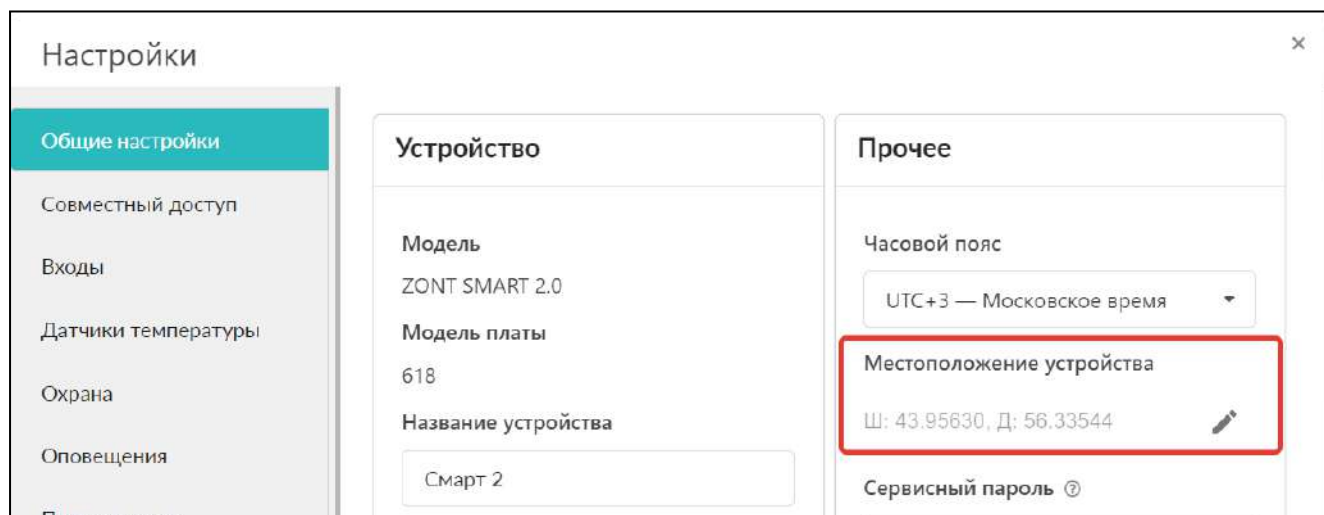 Настройки
Общие настройки
Совместный доступ
Входы
Датчики температуры
Охрана
Оповещения
Устройство
Модель
ZONT SMART 2.0
Модель платы
618
Название устройства
Смарт 2
Прочее
Часовой пояс
UTC+3 — Московское время
Местоположение устройства
Ш: 43.95630, Д: 56.33544
Сервисный пароль